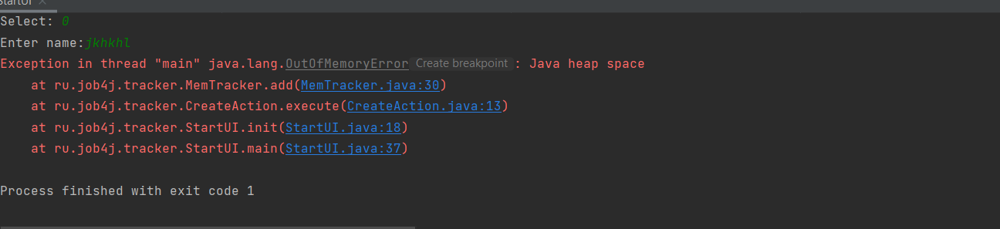 StartUI ×
Select: 0
Enter name:jkhkhl
Exception in thread "main" java.lang.OutOfMemoryError Create breakpoint : Java heap space
at ru.job4j.tracker.MemTracker.add(MemTracker.java:30)
at ru.job4j.tracker.CreateAction.execute(CreateAction.java:13)
at ru.job4j.tracker.StartUI.init(StartUI.java:18)
at ru.job4j.tracker.StartUI.main(StartUI.java:37)
Process finished with exit code 1